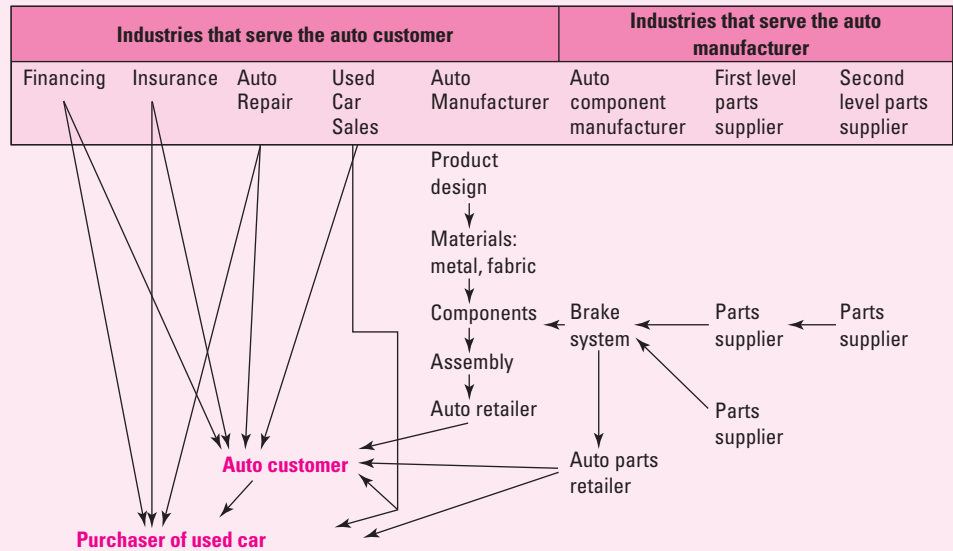 Industries that serve the auto customer
Industries that serve the auto
manufacturer
Financing
Insurance
Auto
Repair
Used
Car
Sales
Auto
Manufacturer
Auto
component
manufacturer
First level
parts
supplier
Second
level parts
supplier
Product
design
Materials:
metal, fabric
Components
Brake
system
Parts
supplier
Parts
supplier
Assembly
Auto retailer
Parts
supplier
Auto customer
Auto parts
retailer
Purchaser of used car